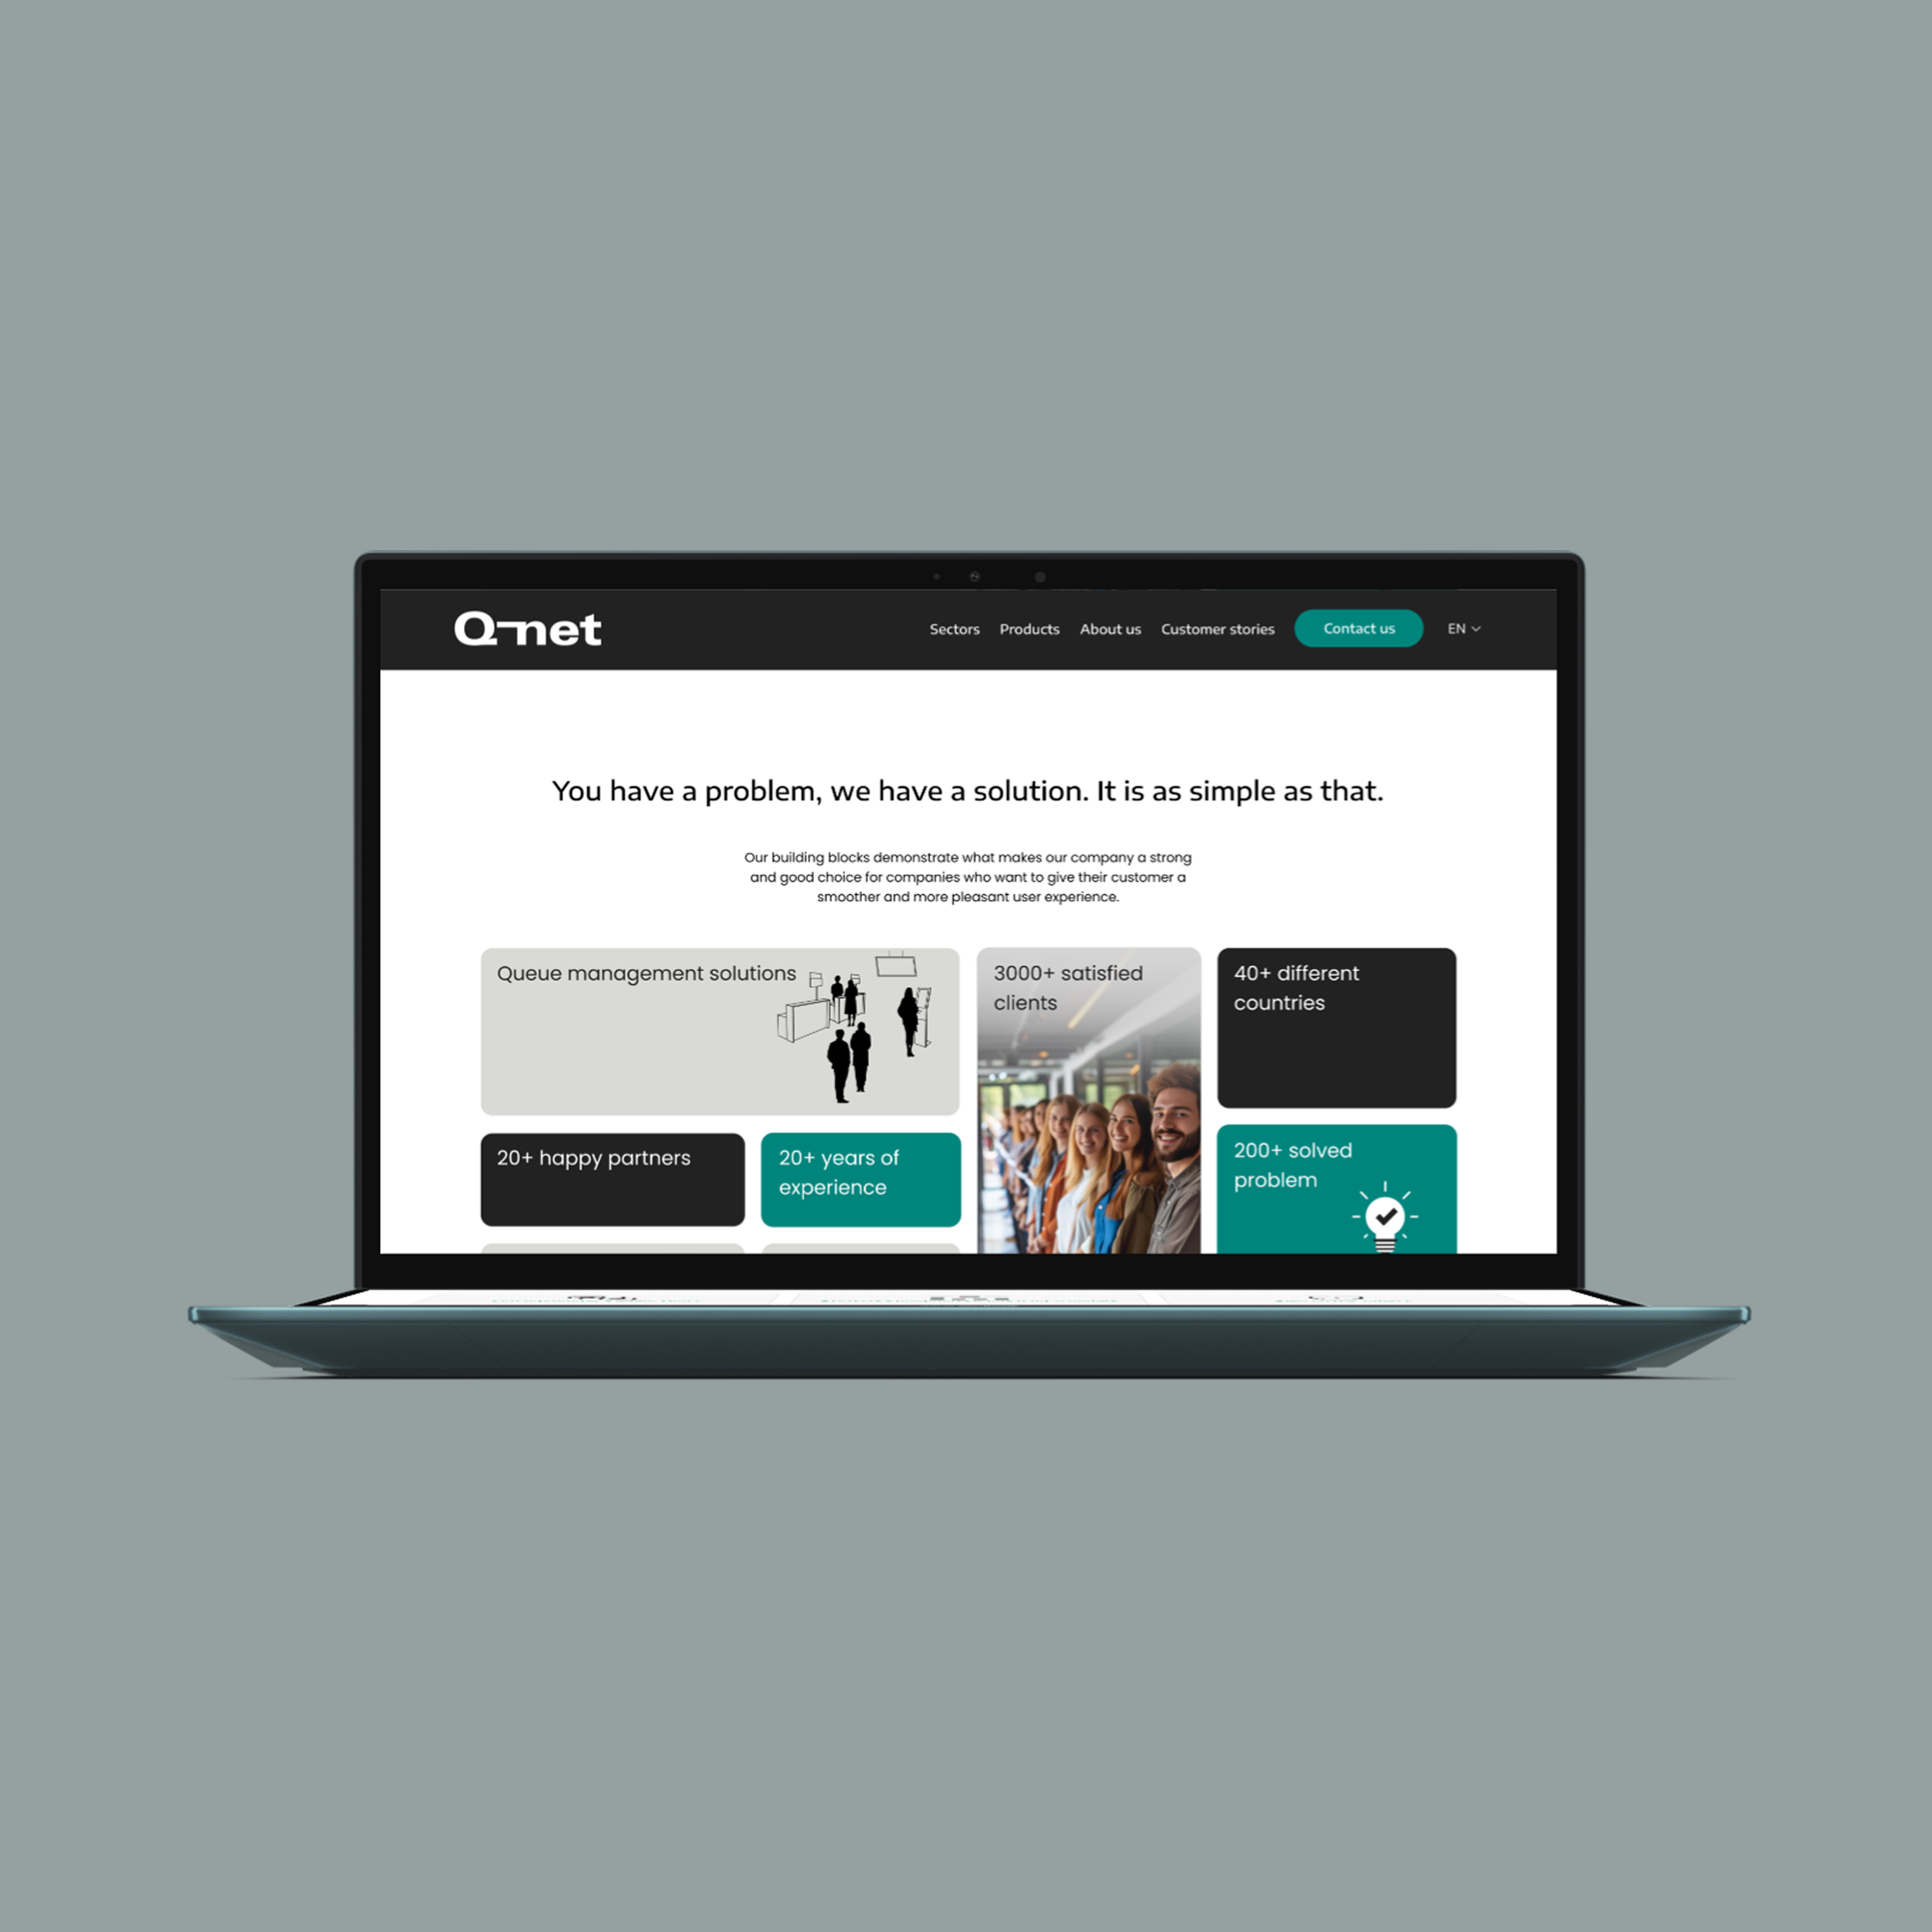 Q-net
Sectors Products About us Customer stories Contact us EN
You have a problem, we have a solution. It is as simple as that.
Our building blocks demonstrate what makes our company a strong
and good choice for companies who want to give their customer a
smoother and more pleasant user experience.
Queue management solutions
3000+ satisfied
clients
40+ different
countries
20+ happy partners
20+ years of
experience
200+ solved
problem